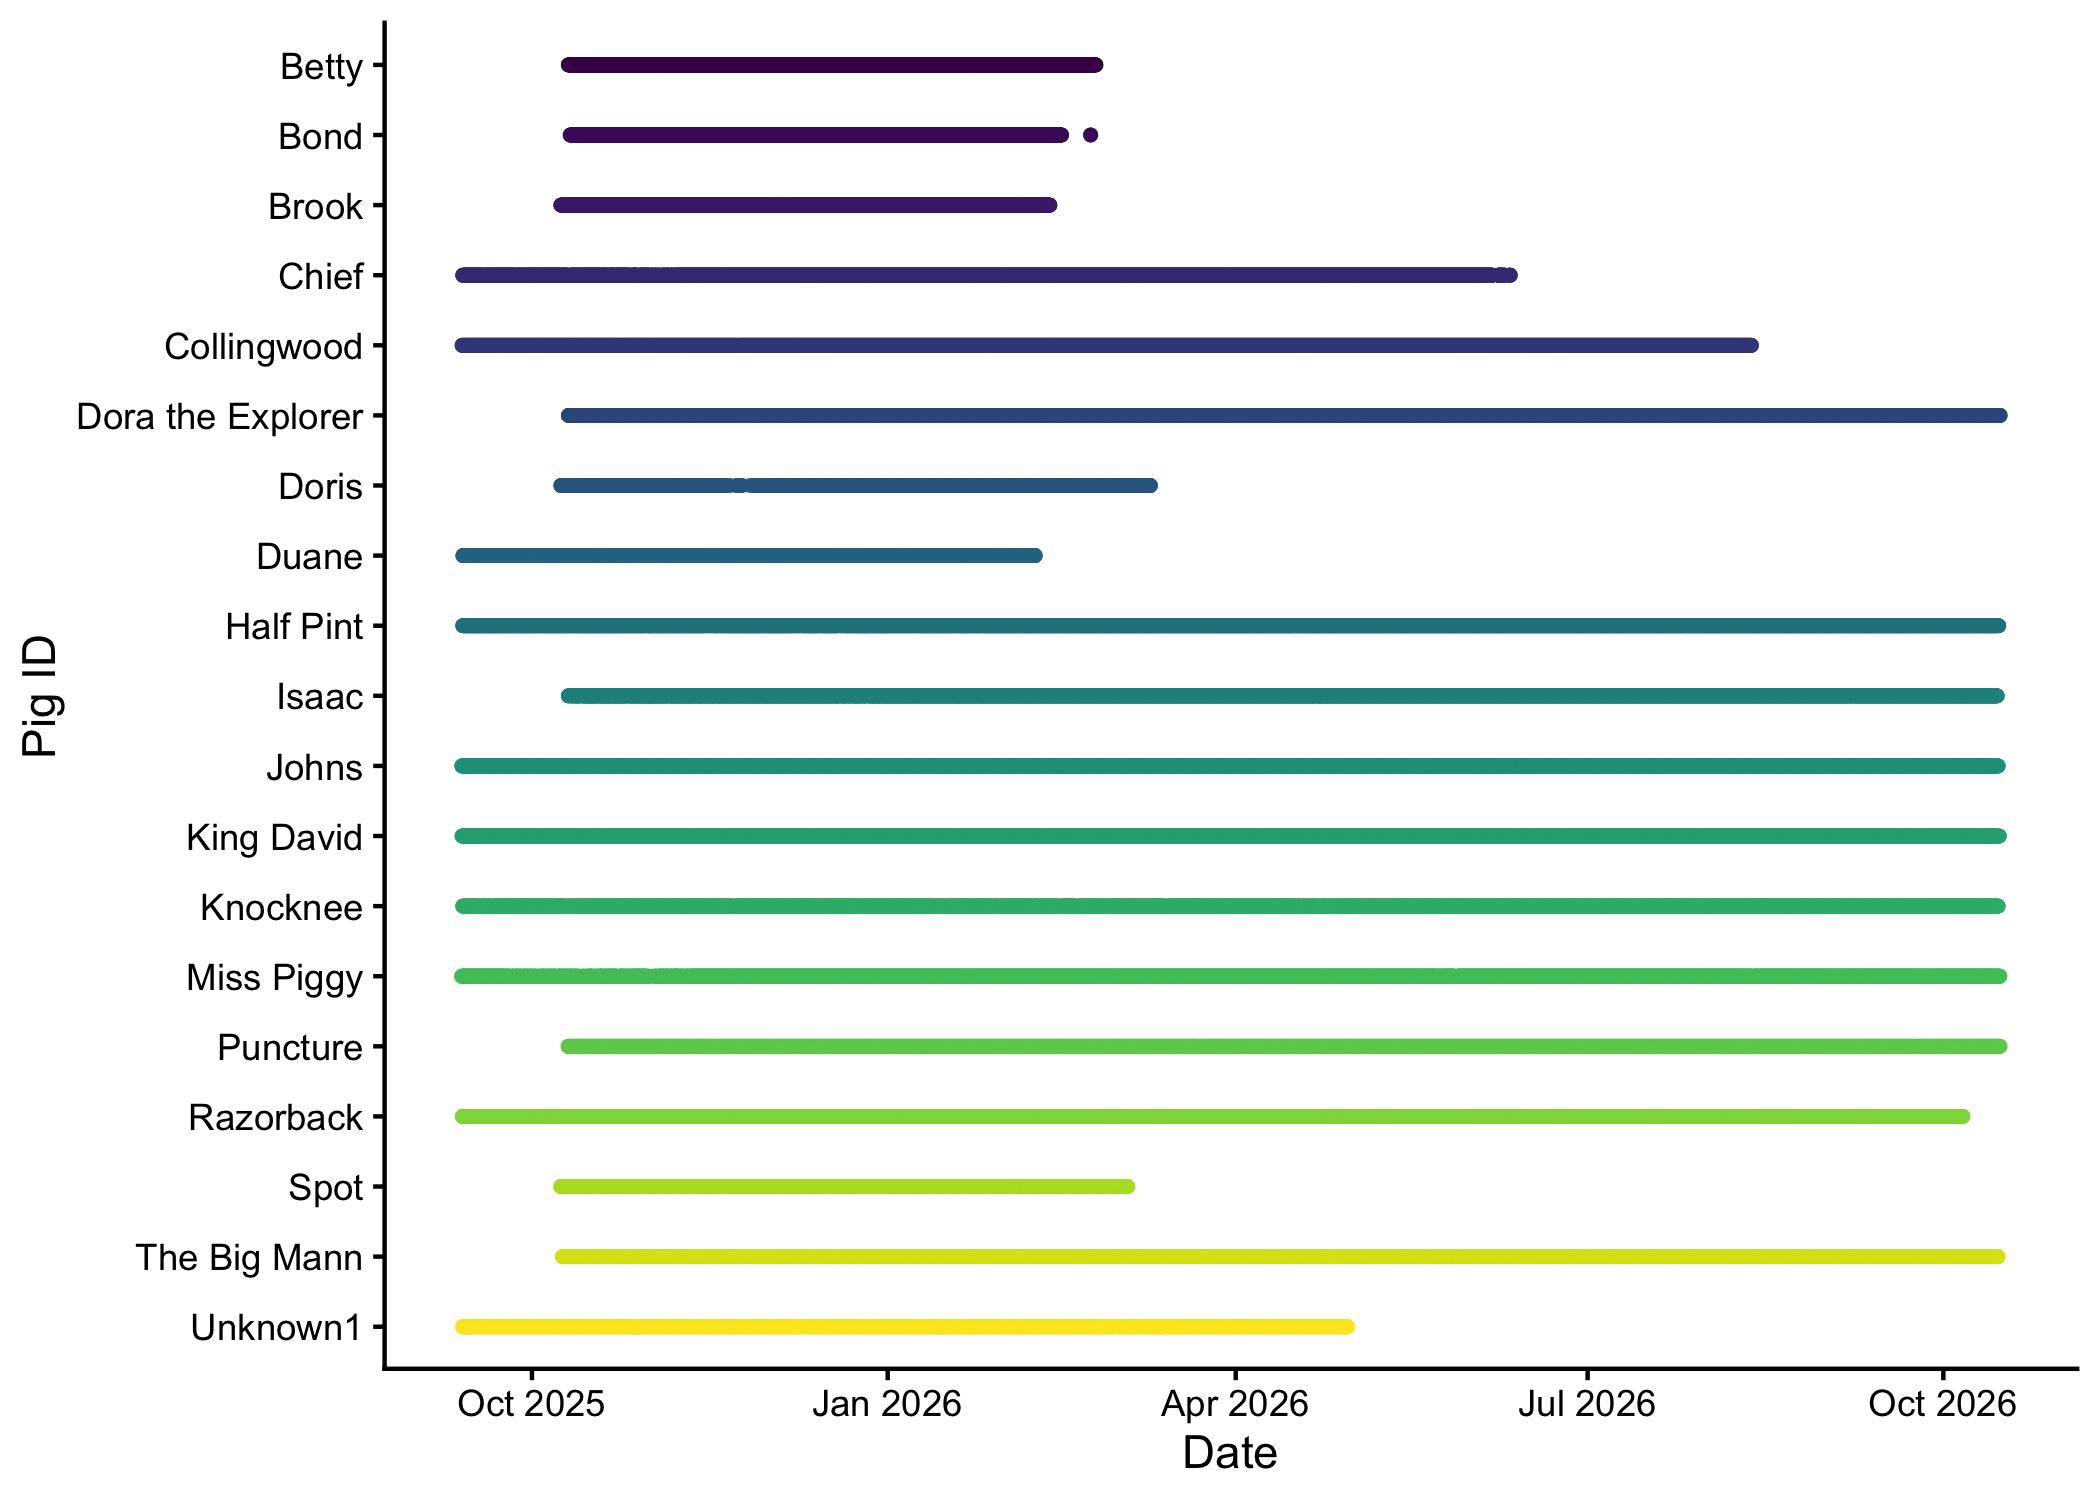 Betty
Bond
Brook
Chief
Collingwood
Dora the Explorer
Doris
Duane
Half Pint
Isaac
Johns
King David
Knocknee
Miss Piggy
Puncture
Razorback
Spot
The Big Mann
Unknown1
Pig ID
Oct 2025 Jan 2026 Apr 2026 Jul 2026 Oct 2026
Date